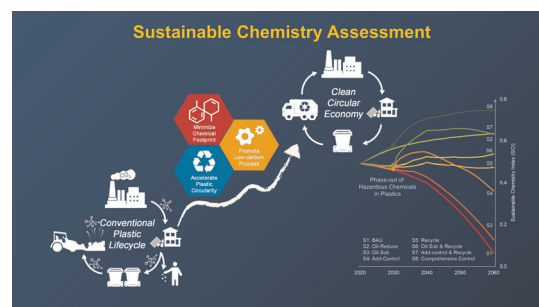 Sustainable Chemistry Assessment
CO₂
Conventional
Plastic
Lifecycle
Minimize
Chemical
Footprint
Promote
Low-carbon
Process
Accelerate
Plastic
Circularity
Clean
Circular
Economy
Phase-out of
Hazardous Chemicals
in Plastics
S1: BAU
S2: Oil-Reduce
S3: Oil-Sub
S4: Add-Control
S5: Recycle
S6: Oil-Sub & Recycle
S7: Add-control & Recycle
S8: Comprehensive Control
S8
S7
S2
S6
S5
S4
S3
S1
0.8
0.6
0.4
0.2
Sustainable Chemistry Index (SCI)
2020
2030
2040
2050
2060